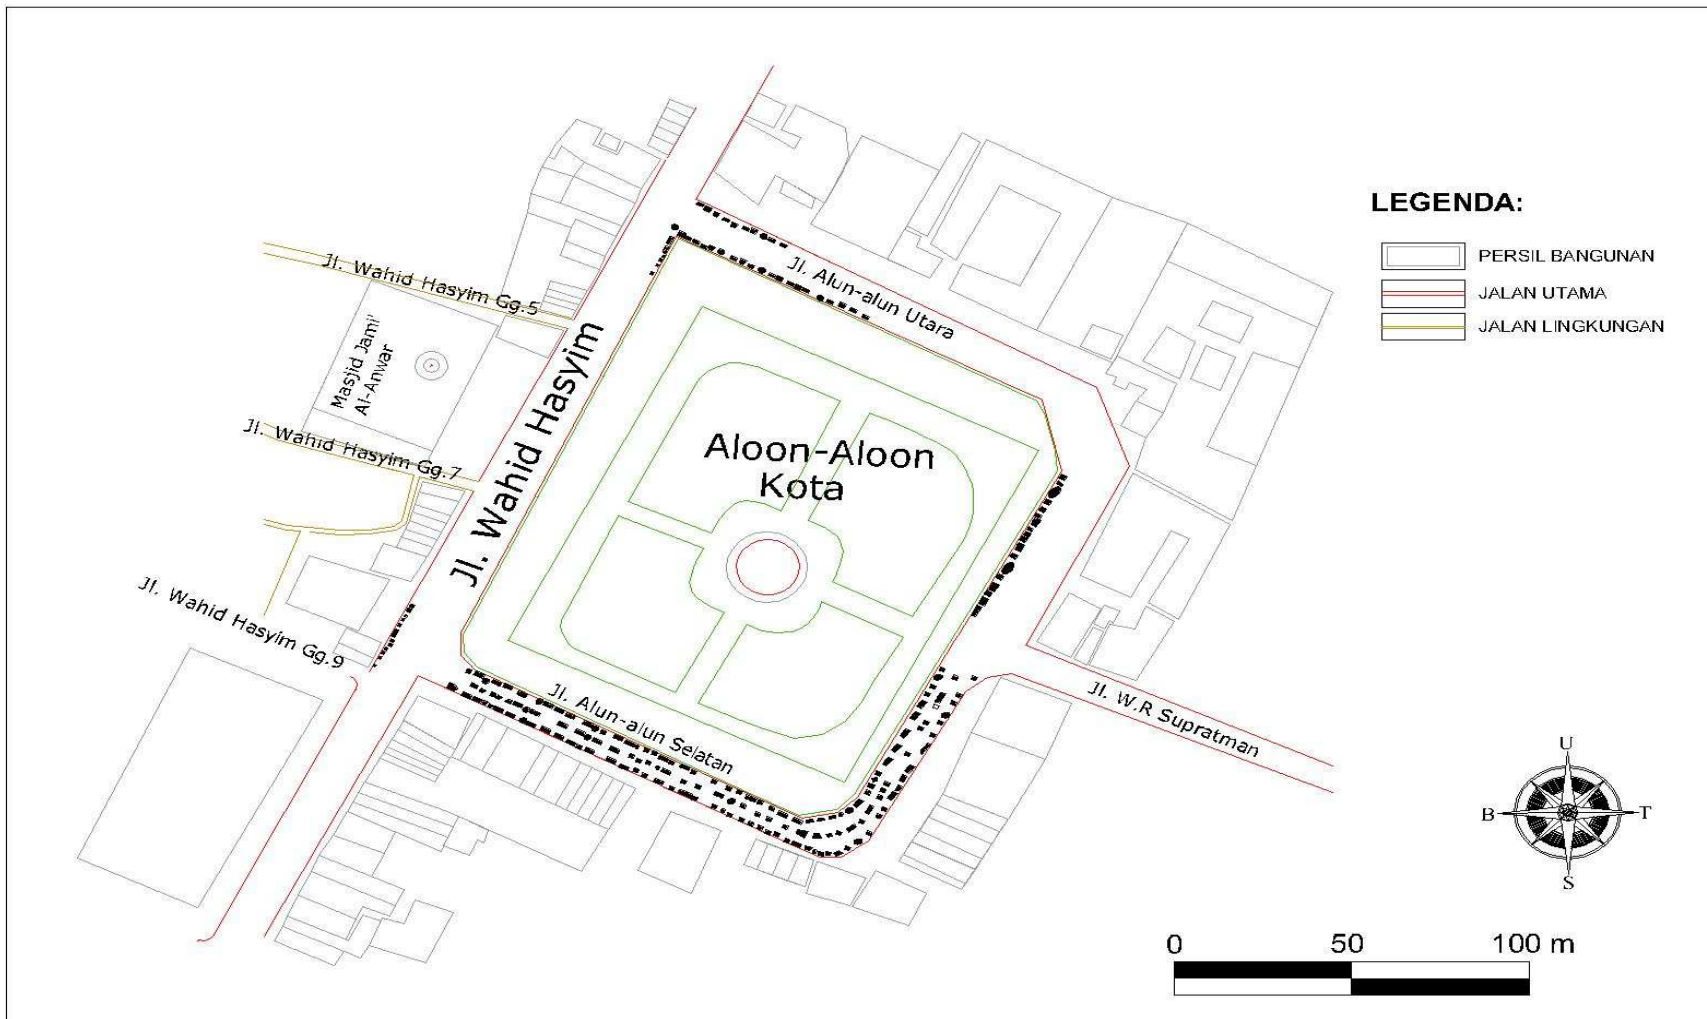 LEGENDA:
PERSIL BANGUNAN
JALAN UTAMA
JALAN LINGKUNGAN
Jl. Wahid Hasyim Gg.5
Jl. Alun-alun Utara
Masjid Jami'
Al-Anwar
Jl. Wahid Hasyim
Jl. Wahid Hasyim Gg.7
Aloon-Aloon
Kota
Jl. Wahid Hasyim Gg.9
Jl. Alun-alun Selatan
Jl. W.R Supratman
U
B
T
S
0 50 100 m